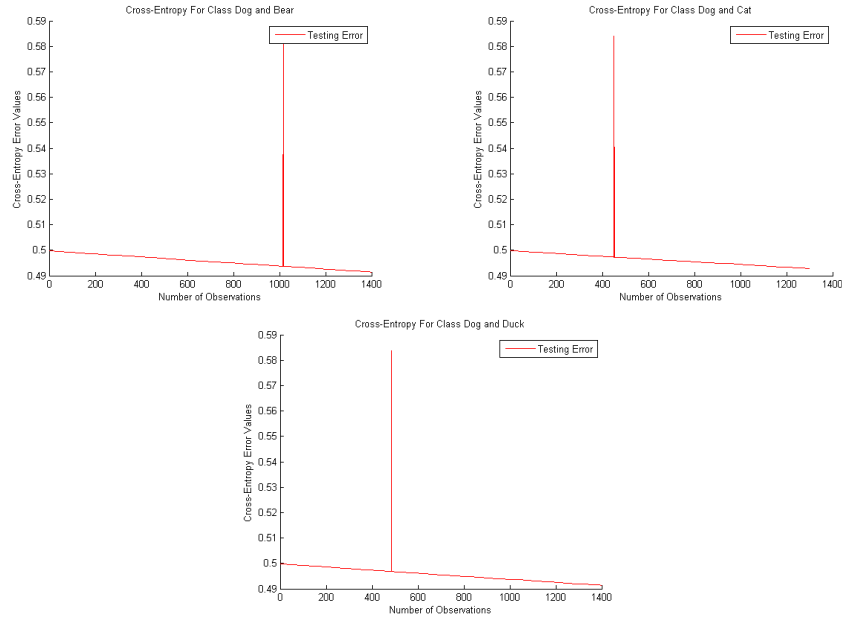 Cross-Entropy For Class Dog and Bear
0.59
0.58
0.57
0.56
0.55
0.54
0.53
0.52
0.51
0.5
0.49
Cross-Entropy Error Values
Testing Error
0 200 400 600 800 1000 1200 1400
Number of Observations
Cross-Entropy For Class Dog and Cat
0.59
0.58
0.57
0.56
0.55
0.54
0.53
0.52
0.51
0.5
0.49
Cross-Entropy Error Values
Testing Error
0 200 400 600 800 1000 1200 1400
Number of Observations
Cross-Entropy For Class Dog and Duck
0.59
0.58
0.57
0.56
0.55
0.54
0.53
0.52
0.51
0.5
0.49
Cross-Entropy Error Values
Testing Error
0 200 400 600 800 1000 1200 1400
Number of Observations